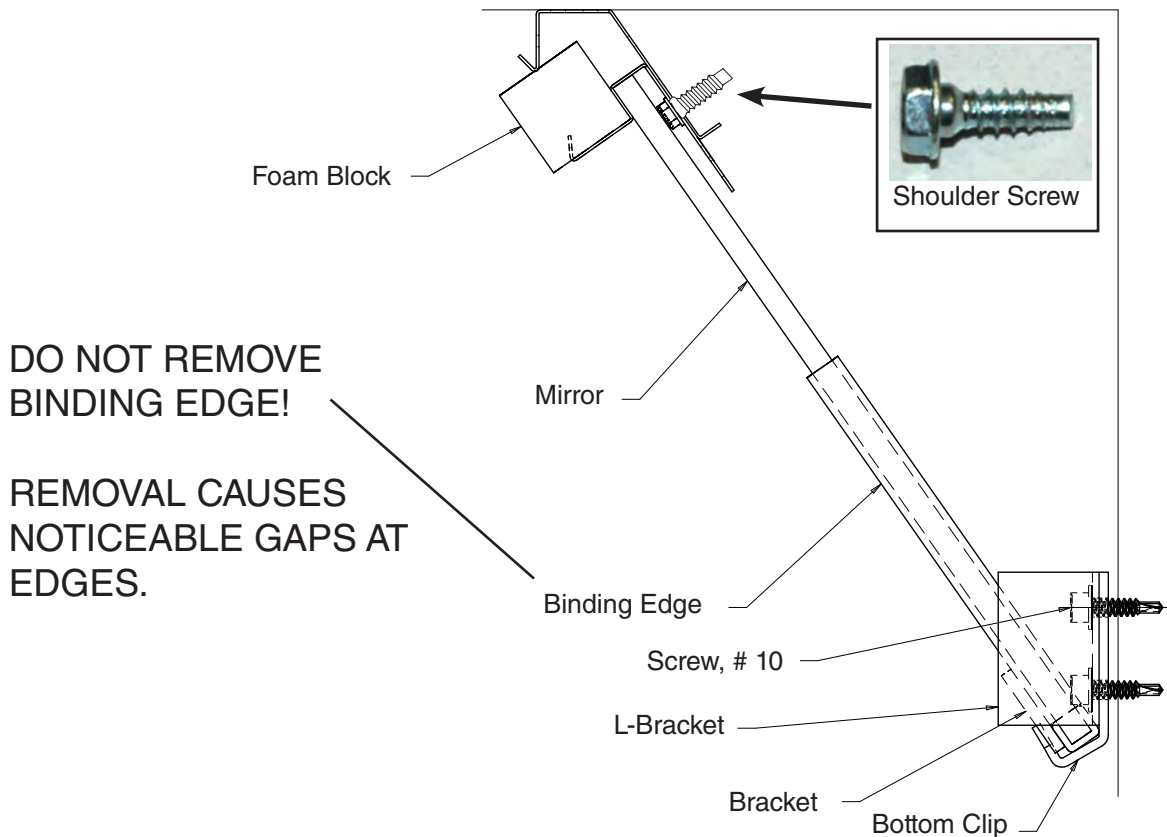 Shoulder Screw
Foam Block
DO NOT REMOVE
BINDING EDGE!
Mirror
REMOVAL CAUSES
NOTICEABLE GAPS AT
EDGES.
Binding Edge
Screw, # 10
L-Bracket
Bracket
Bottom Clip